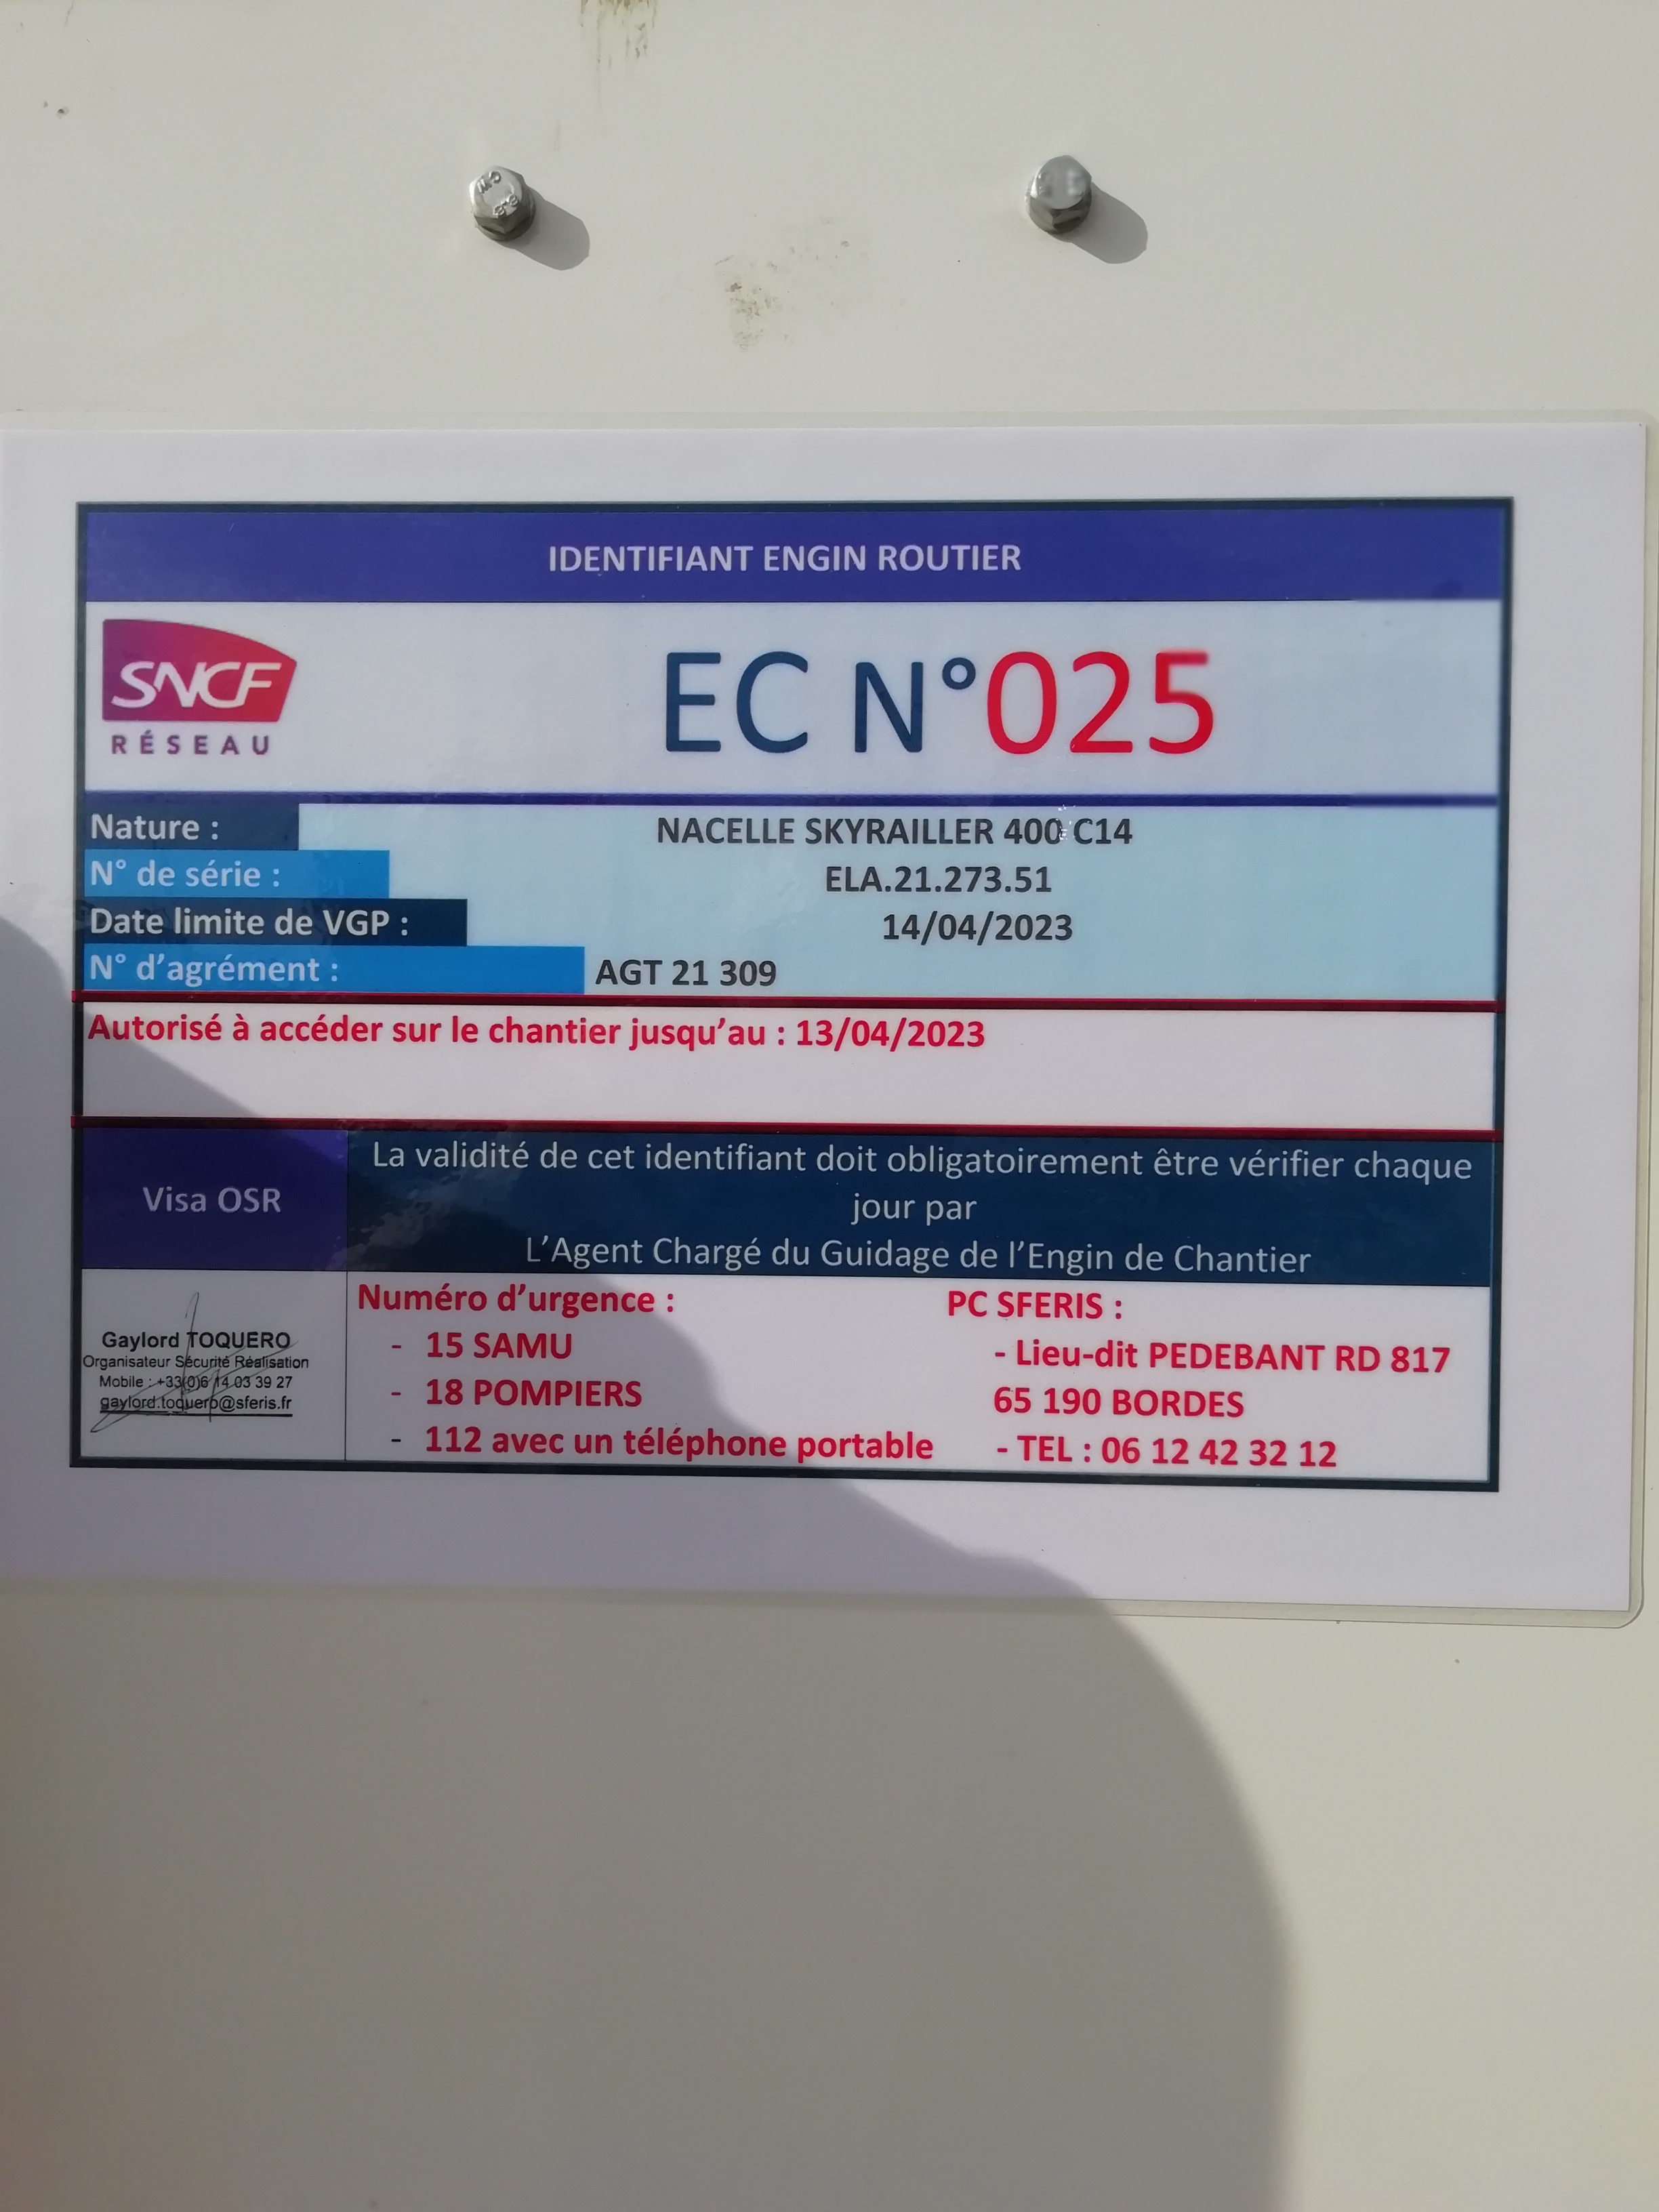 IDENTIFIANT ENGIN ROUTIER
SNCF
RÉSEAU
EC N°025
Nature : NACELLE SKYRAILLER 400 C14
N° de série : ELA.21.273.51
Date limite de VGP : 14/04/2023
N° d'agrément : AGT 21 309
Autorisé à accéder sur le chantier jusqu'au : 13/04/2023
Visa OSR
La validité de cet identifiant doit obligatoirement être vérifier chaque
jour par
L'Agent Chargé du Guidage de l'Engin de Chantier
Gaylord TOQUERO
Organisateur Sécurité Réalisation
Mobile : +33(0)6 14 03 39 27
gaylord.toquero@sferis.fr
Numéro d'urgence :
- 15 SAMU
- 18 POMPIERS
- 112 avec un téléphone portable
PC SFERIS :
- Lieu-dit PEDEBANT RD 817
65 190 BORDES
- TEL : 06 12 42 32 12